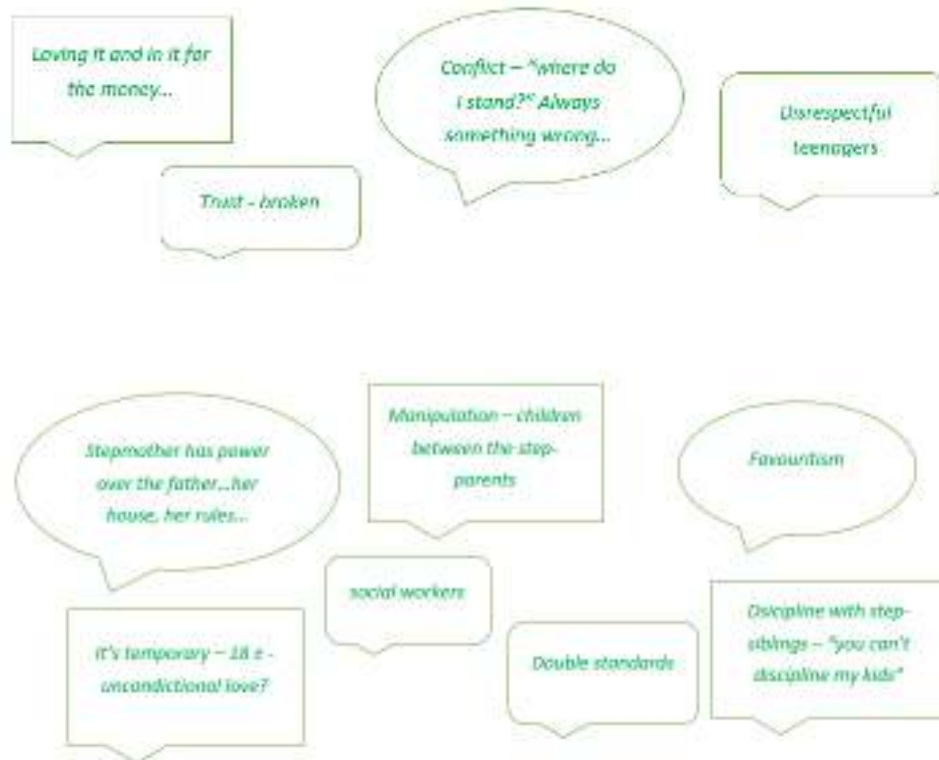 Loving it and in it for
the money...
Conflict – "where do
I stand?" Always
something wrong...
Disrespectful
teenagers
Trust - broken
Stepmother has power
over the father...her
house, her rules...
Manipulation – children
between the step-
parents
Favouritism
social workers
It's temporary – 18 ± -
uncondictional love?
Double standards
Dsicipline with step-
siblings – "you can't
discipline my kids"